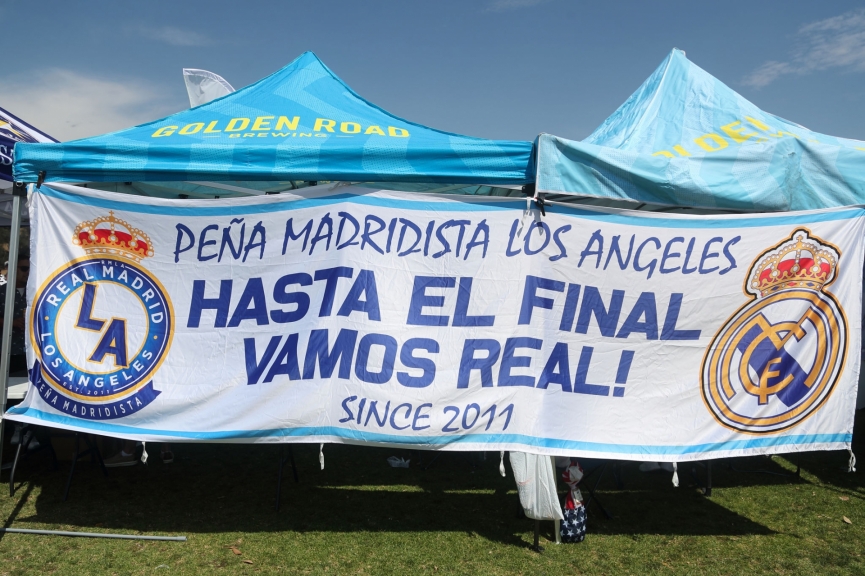 GOLDEN ROAD
BREWING
PEÑA MADRIDISTA LOS ANGELES
HASTA EL FINAL
VAMOS REAL!
SINCE 2011
RMLA
REAL MADRID
LA
LOS ANGELES
EST. 2011
PEÑA MADRIDISTA